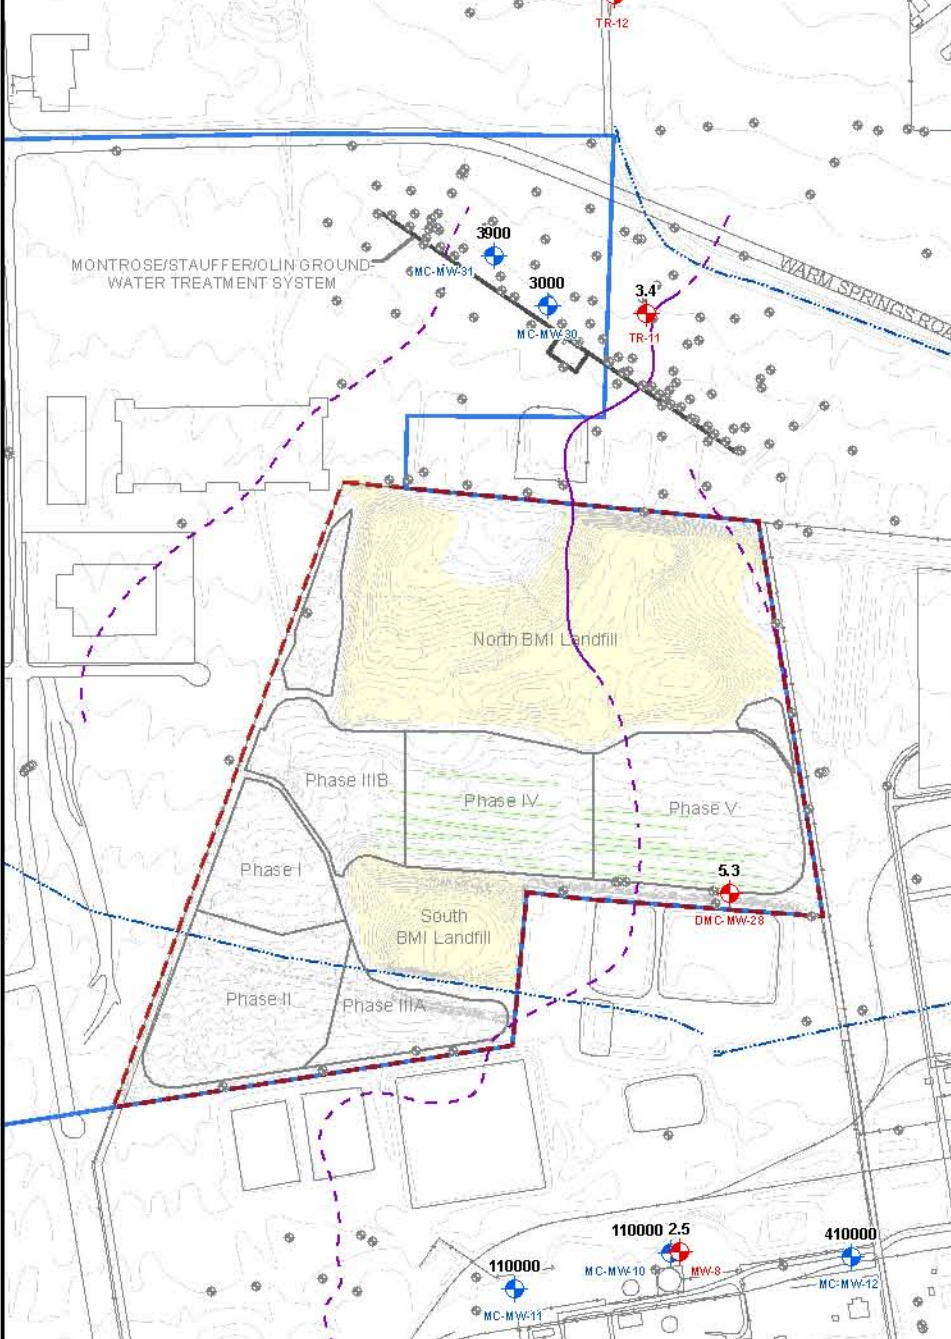 TR-12
3900
MONTROSE/STAUFFER/OLIN GROUND-
WATER TREATMENT SYSTEM
MC-MW-31
WARM SPRINGS ROA
3000
3.4
MC-MW-30
TR-11
North BMI Landfill
Phase IIIB
Phase IV
Phase V
Phase I
5.3
South
BMI Landfill
DMC-MW-28
Phase II
Phase IIIA
110000 2.5
410000
110000
MC-MW-10
MW-8
MC-MW-12
MC-MW-11